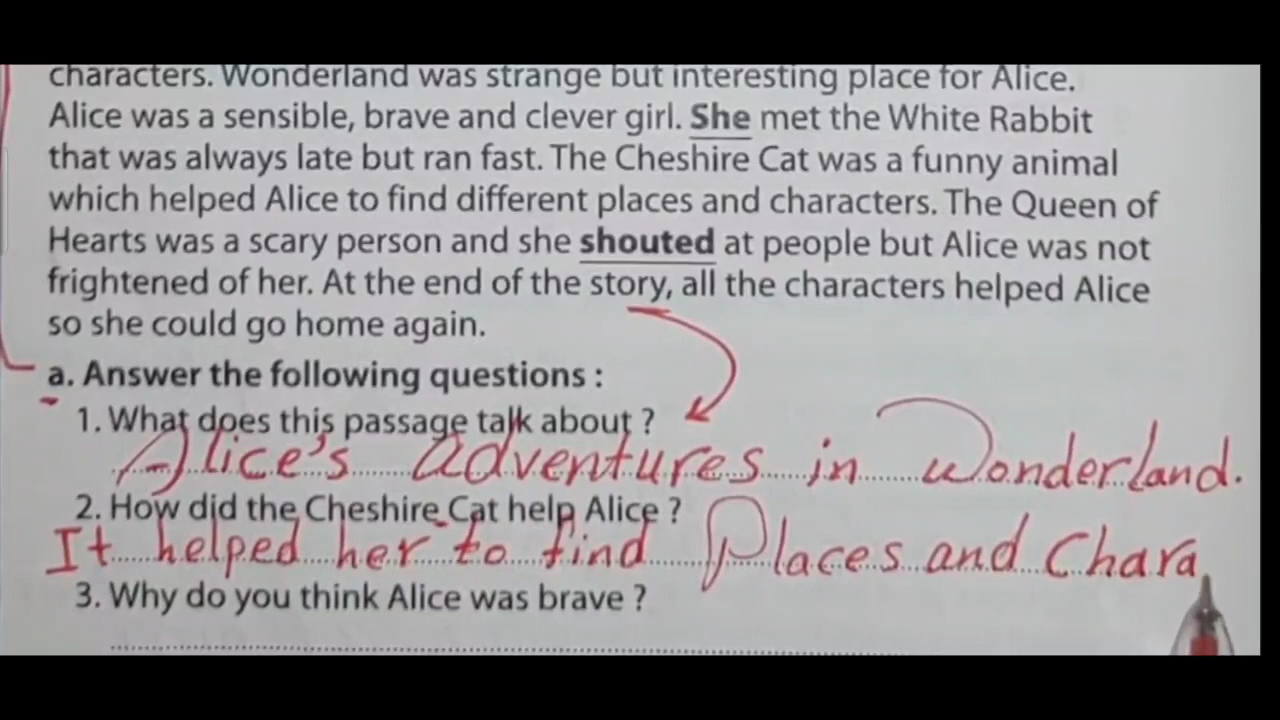 characters. Wonderland was strange but interesting place for Alice.
Alice was a sensible, brave and clever girl. She met the White Rabbit
that was always late but ran fast. The Cheshire Cat was a funny animal
which helped Alice to find different places and characters. The Queen of
Hearts was a scary person and she shouted at people but Alice was not
frightened of her. At the end of the story, all the characters helped Alice
so she could go home again.
a. Answer the following questions :
1. What does this passage talk about ?
Alice's adventures in Wonderland.
2. How did the Cheshire Cat help Alice ?
It helped her to find Places and Chara
3. Why do you think Alice was brave ?